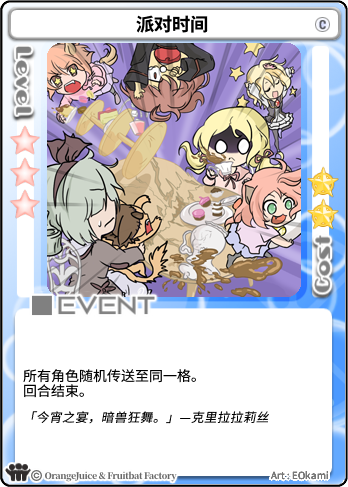 派对时间
C
Level
Cost
EVENT
所有角色随机传送至同一格。
回合结束。
「今宵之宴，暗兽狂舞。」—克里拉拉莉丝
© OrangeJuice & Fruitbat Factory
Art.: EOkami